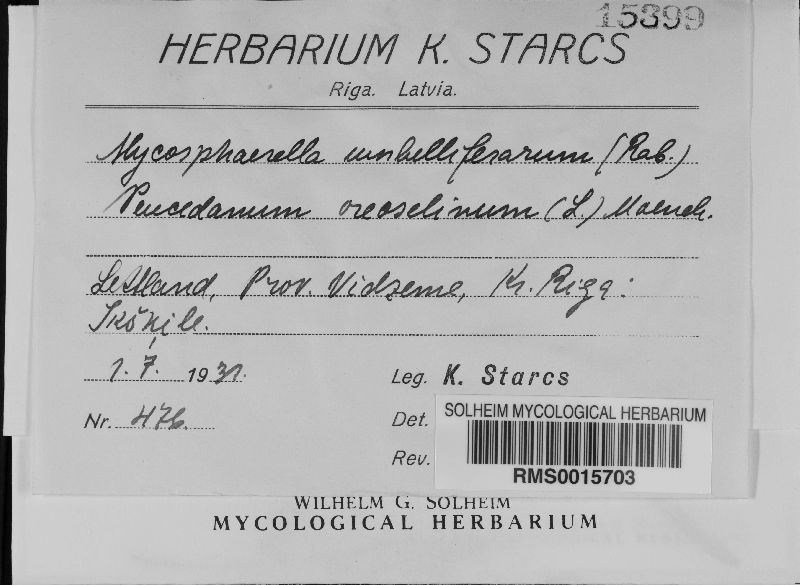 15399
HERBARIUM K. STARCS
Riga. Latvia.
Mycosphaerella umbelliferarum (Rab.)
Peucedanum oreoselinum (L.) Moench.
Lettland, Prov. Vidzeme, Kr. Riga:
Ikšķile.
1. 7. 1931.
Leg. K. Starcs
Nr. 476.
Det.
Rev.
SOLHEIM MYCOLOGICAL HERBARIUM
RMS0015703
WILHELM G. SOLHEIM
MYCOLOGICAL HERBARIUM